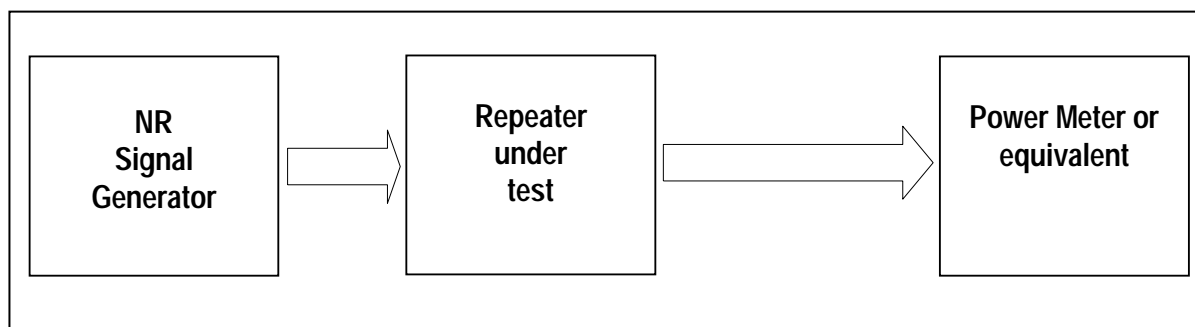 NR
Signal
Generator
Repeater
under
test
Power Meter or
equivalent